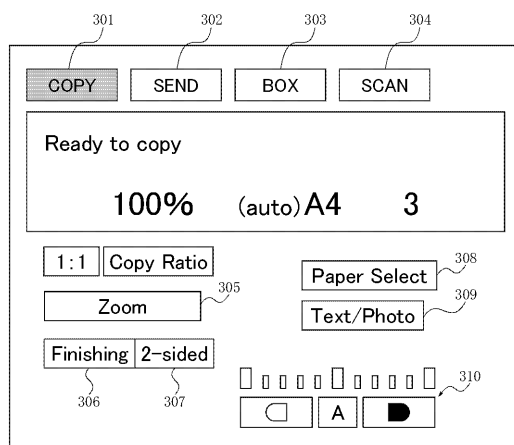 301 302 303 304
COPY SEND BOX SCAN
Ready to copy
100% (auto) A4 3
1:1 Copy Ratio
Zoom 305
Paper Select 308
Text/Photo 309
Finishing 2-sided
306 307
A 310